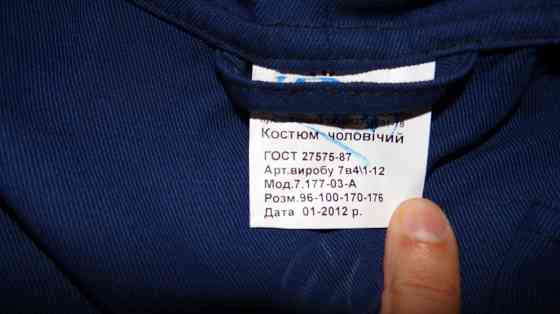 Костюм чоловічий
ГОСТ 27575-87
Арт.виробу 7в4\1-12
Мод.7.177-03-А
Розм.96-100-170-176
Дата 01-2012 р.